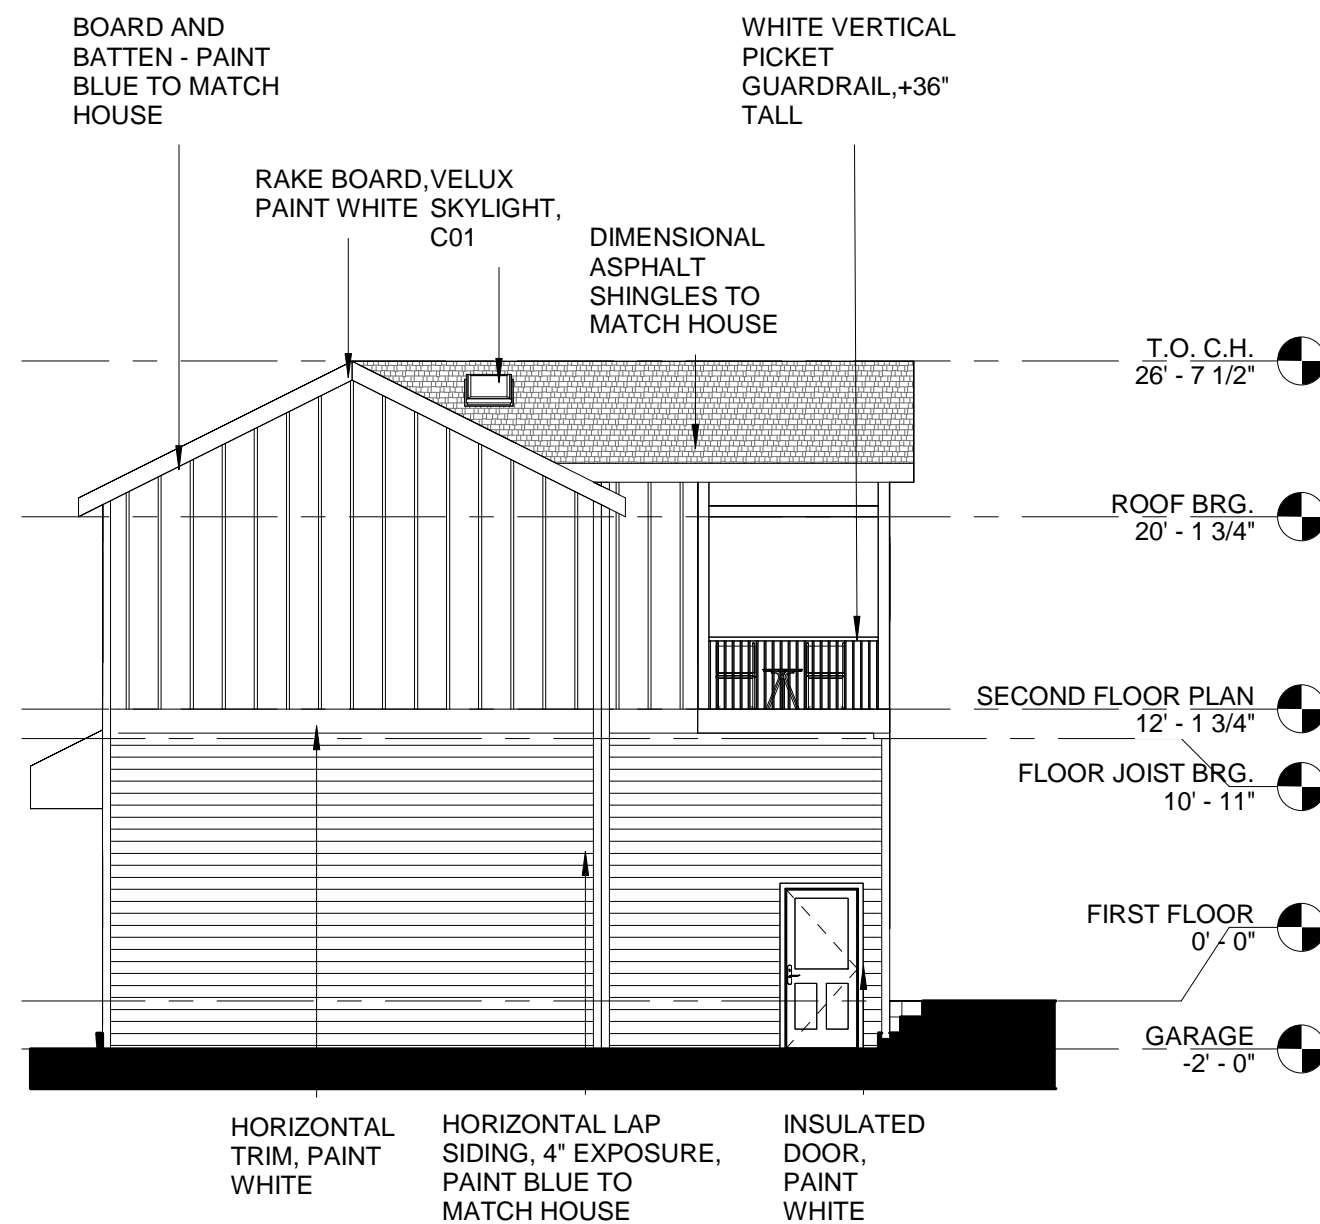 BOARD AND
BATTEN - PAINT
BLUE TO MATCH
HOUSE
WHITE VERTICAL
PICKET
GUARDRAIL,+36"
TALL
RAKE BOARD,
PAINT WHITE
VELUX
SKYLIGHT,
C01
DIMENSIONAL
ASPHALT
SHINGLES TO
MATCH HOUSE
T.O. C.H.
26' - 7 1/2"
ROOF BRG.
20' - 1 3/4"
SECOND FLOOR PLAN
12' - 1 3/4"
FLOOR JOIST BRG.
10' - 11"
FIRST FLOOR
0' - 0"
GARAGE
-2' - 0"
HORIZONTAL
TRIM, PAINT
WHITE
HORIZONTAL LAP
SIDING, 4" EXPOSURE,
PAINT BLUE TO
MATCH HOUSE
INSULATED
DOOR,
PAINT
WHITE